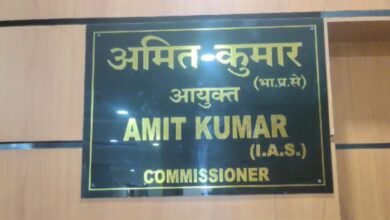 अमित-कुमार
(भा.प्र.से)
आयुक्त
AMIT KUMAR
(I.A.S.)
COMMISSIONER